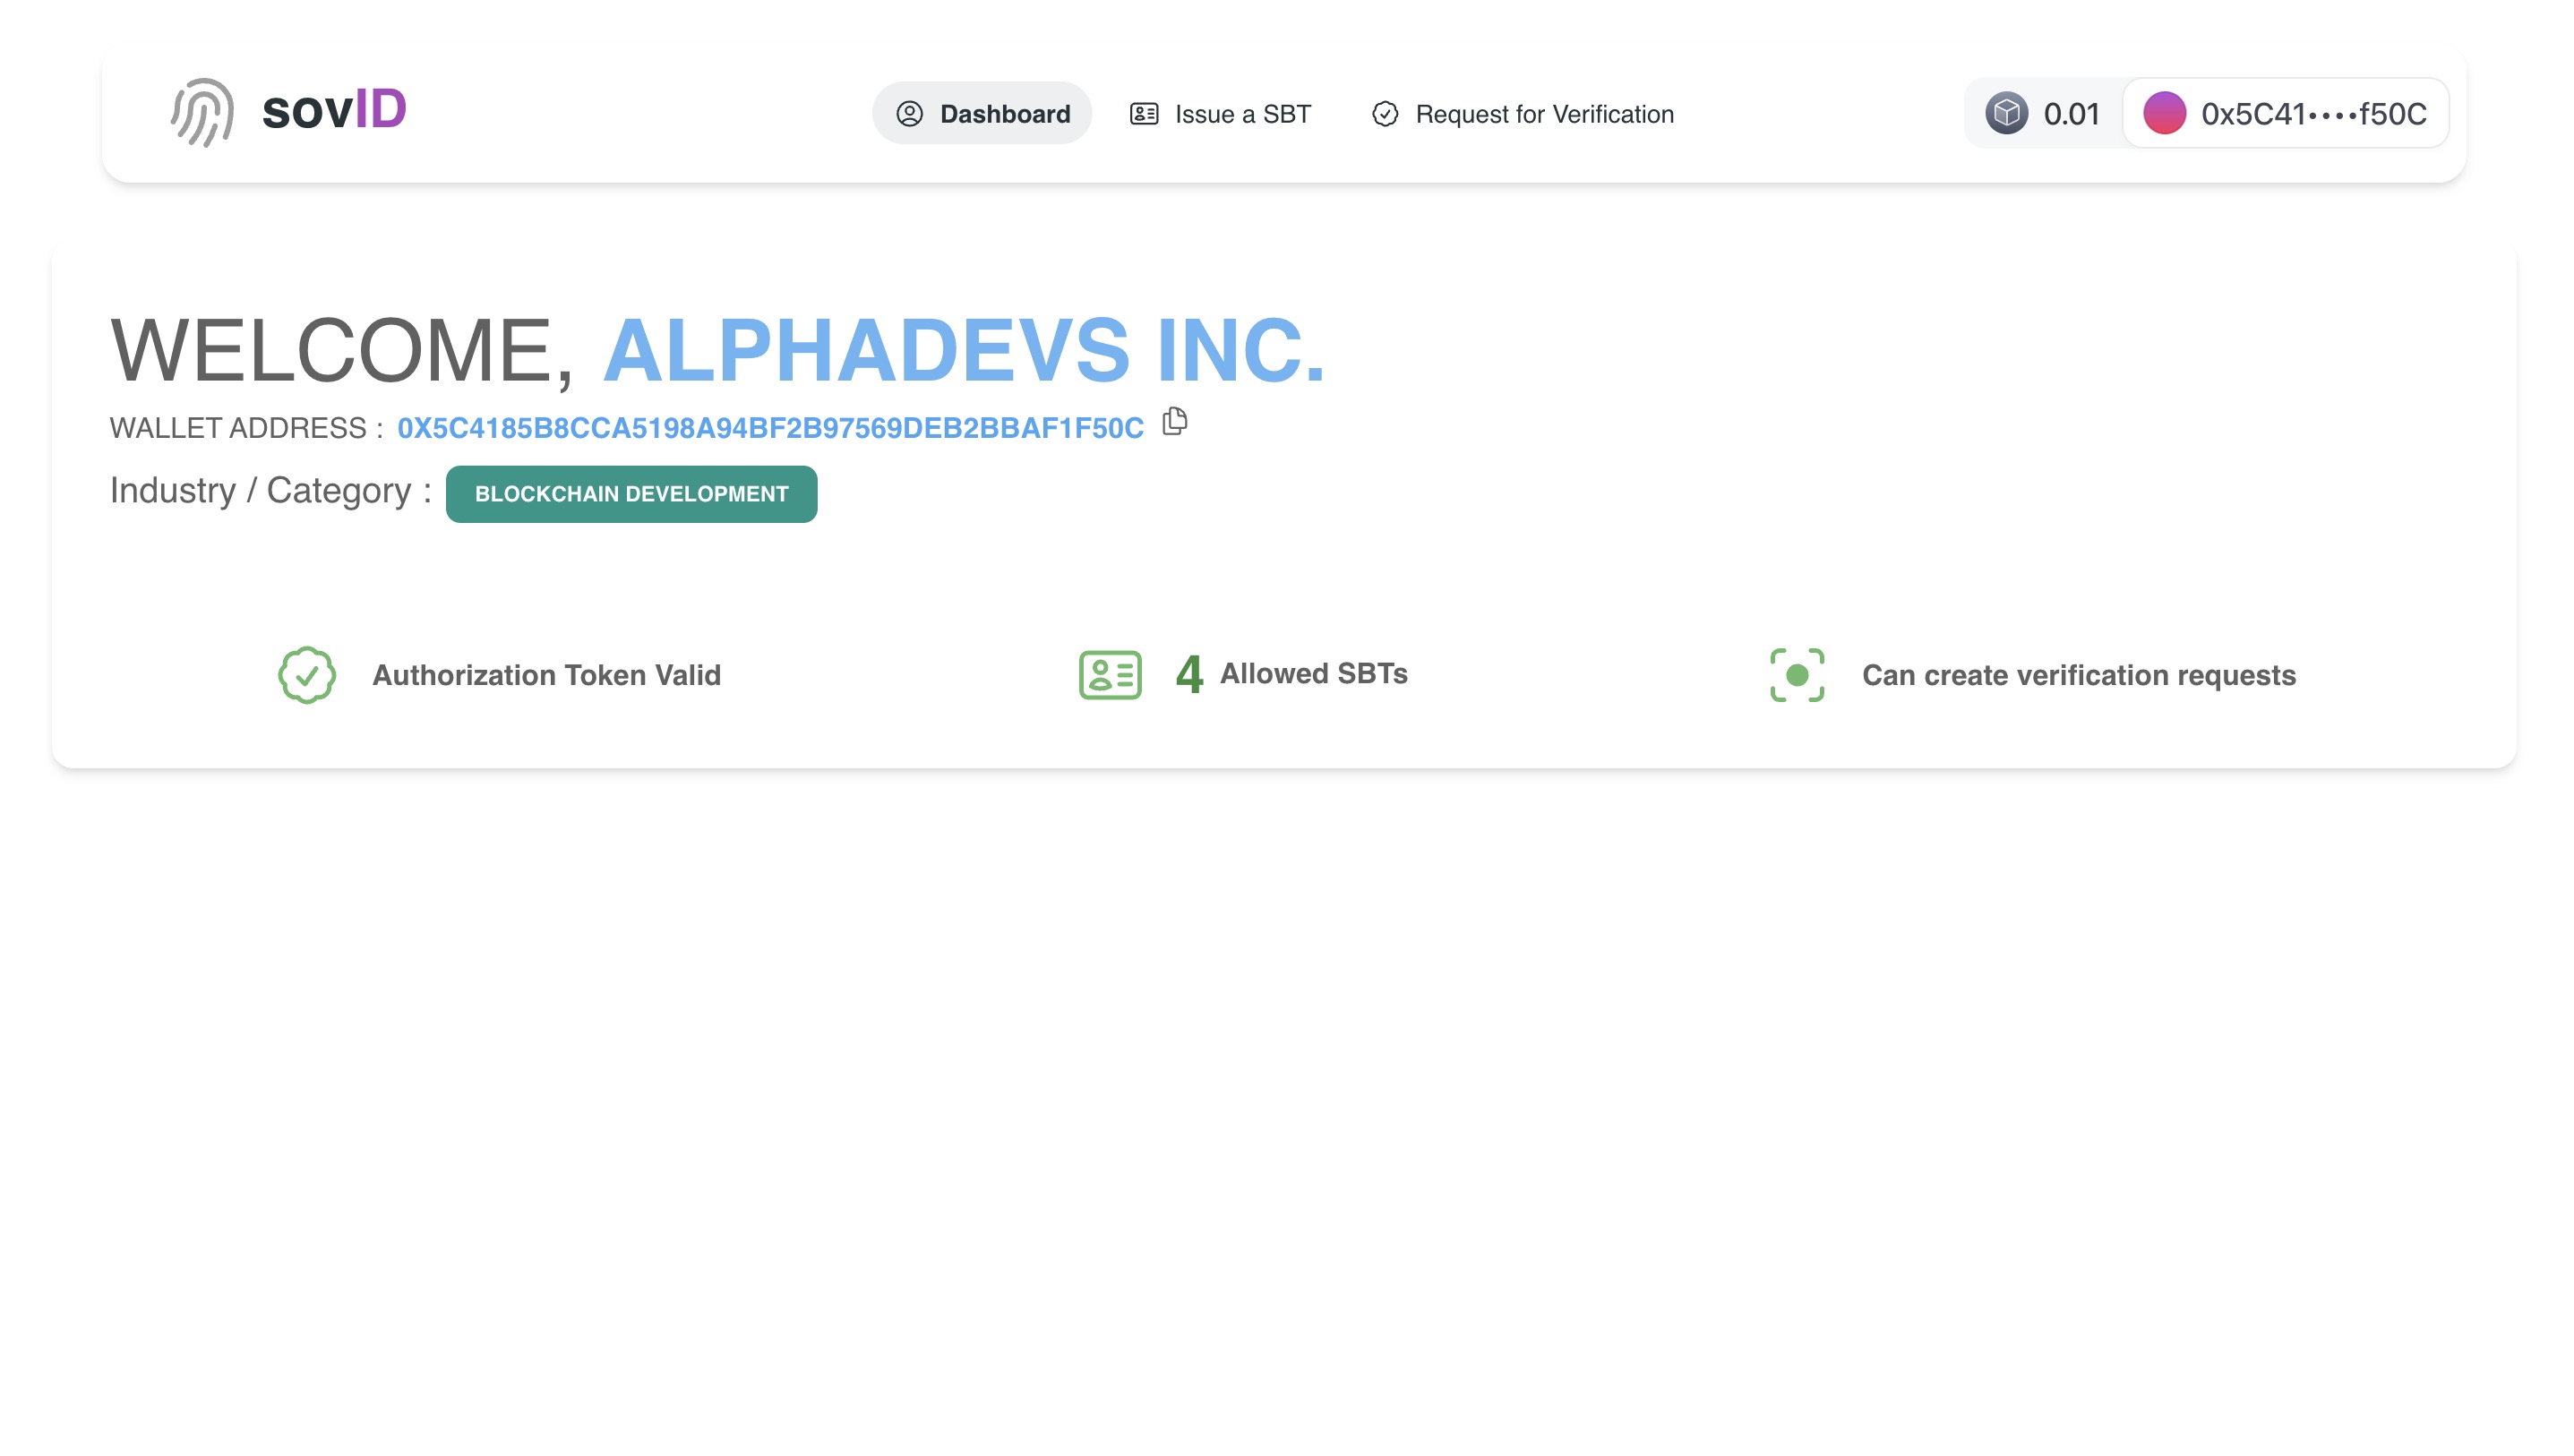 sovID
Dashboard
Issue a SBT
Request for Verification
0.01
0x5C41••••f50C
WELCOME, ALPHADEVS INC.
WALLET ADDRESS : 0X5C4185B8CCA5198A94BF2B97569DEB2BBAF1F50C
Industry / Category : BLOCKCHAIN DEVELOPMENT
Authorization Token Valid
4 Allowed SBTs
Can create verification requests